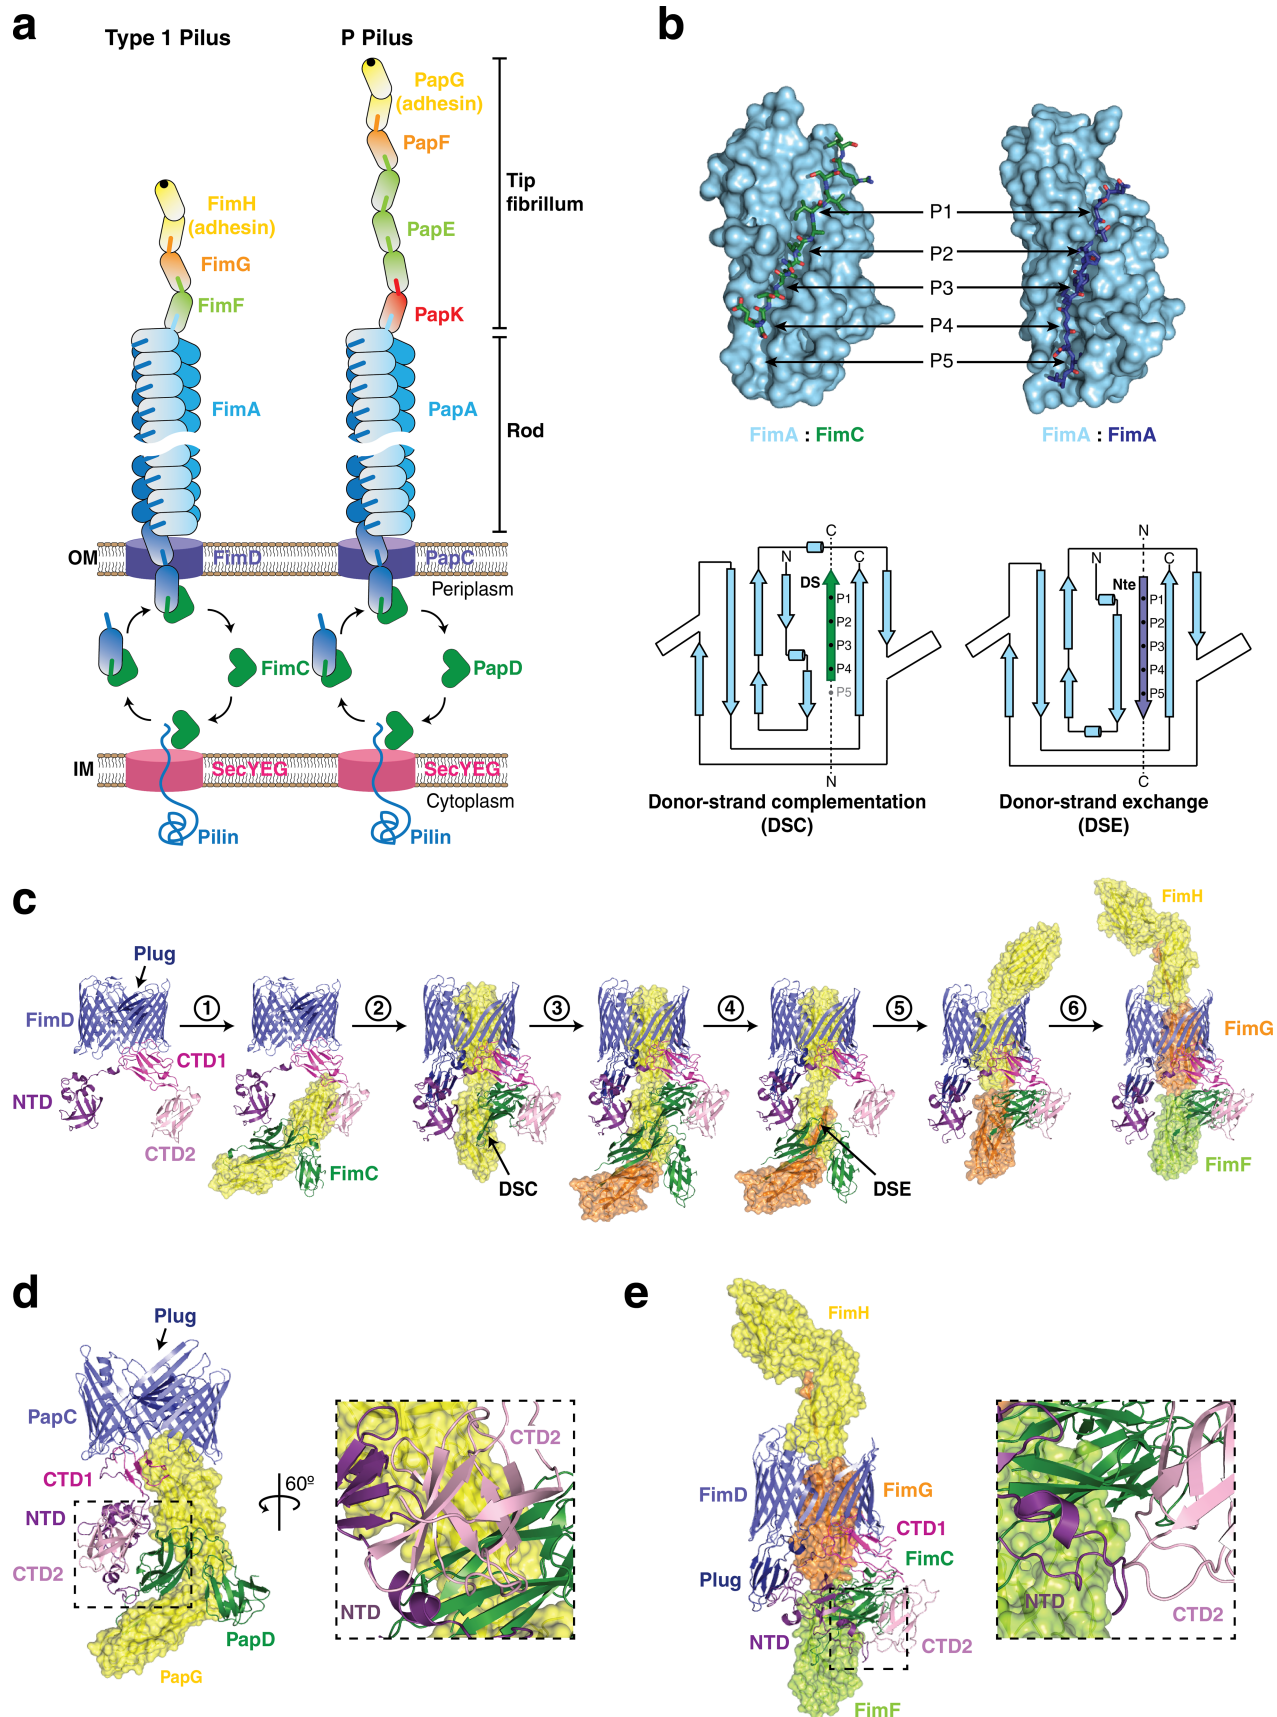 a
Type 1 Pilus
P Pilus
PapG
(adhesin)
PapF
Tip
fibrillum
FimH
(adhesin)
PapE
FimG
FimF
PapK
FimA
PapA
Rod
OM
FimD
PapC
Periplasm
FimC
PapD
IM
SecYEG
SecYEG
Cytoplasm
Pilin
Pilin
b
P1
P2
P3
P4
P5
FimA : FimC
FimA : FimA
C
N
C
DS
P1
P2
P3
P4
P5
N
Donor-strand complementation
(DSC)
N
N
C
Nte
P1
P2
P3
P4
P5
C
Donor-strand exchange
(DSE)
c
Plug
FimD
CTD1
NTD
CTD2
1
FimC
2
DSC
3
4
DSE
5
6
FimH
FimG
FimF
d
Plug
PapC
CTD1
NTD
CTD2
PapD
PapG
60º
CTD2
NTD
e
FimH
FimD
FimG
CTD1
FimC
Plug
NTD
CTD2
FimF
NTD
CTD2